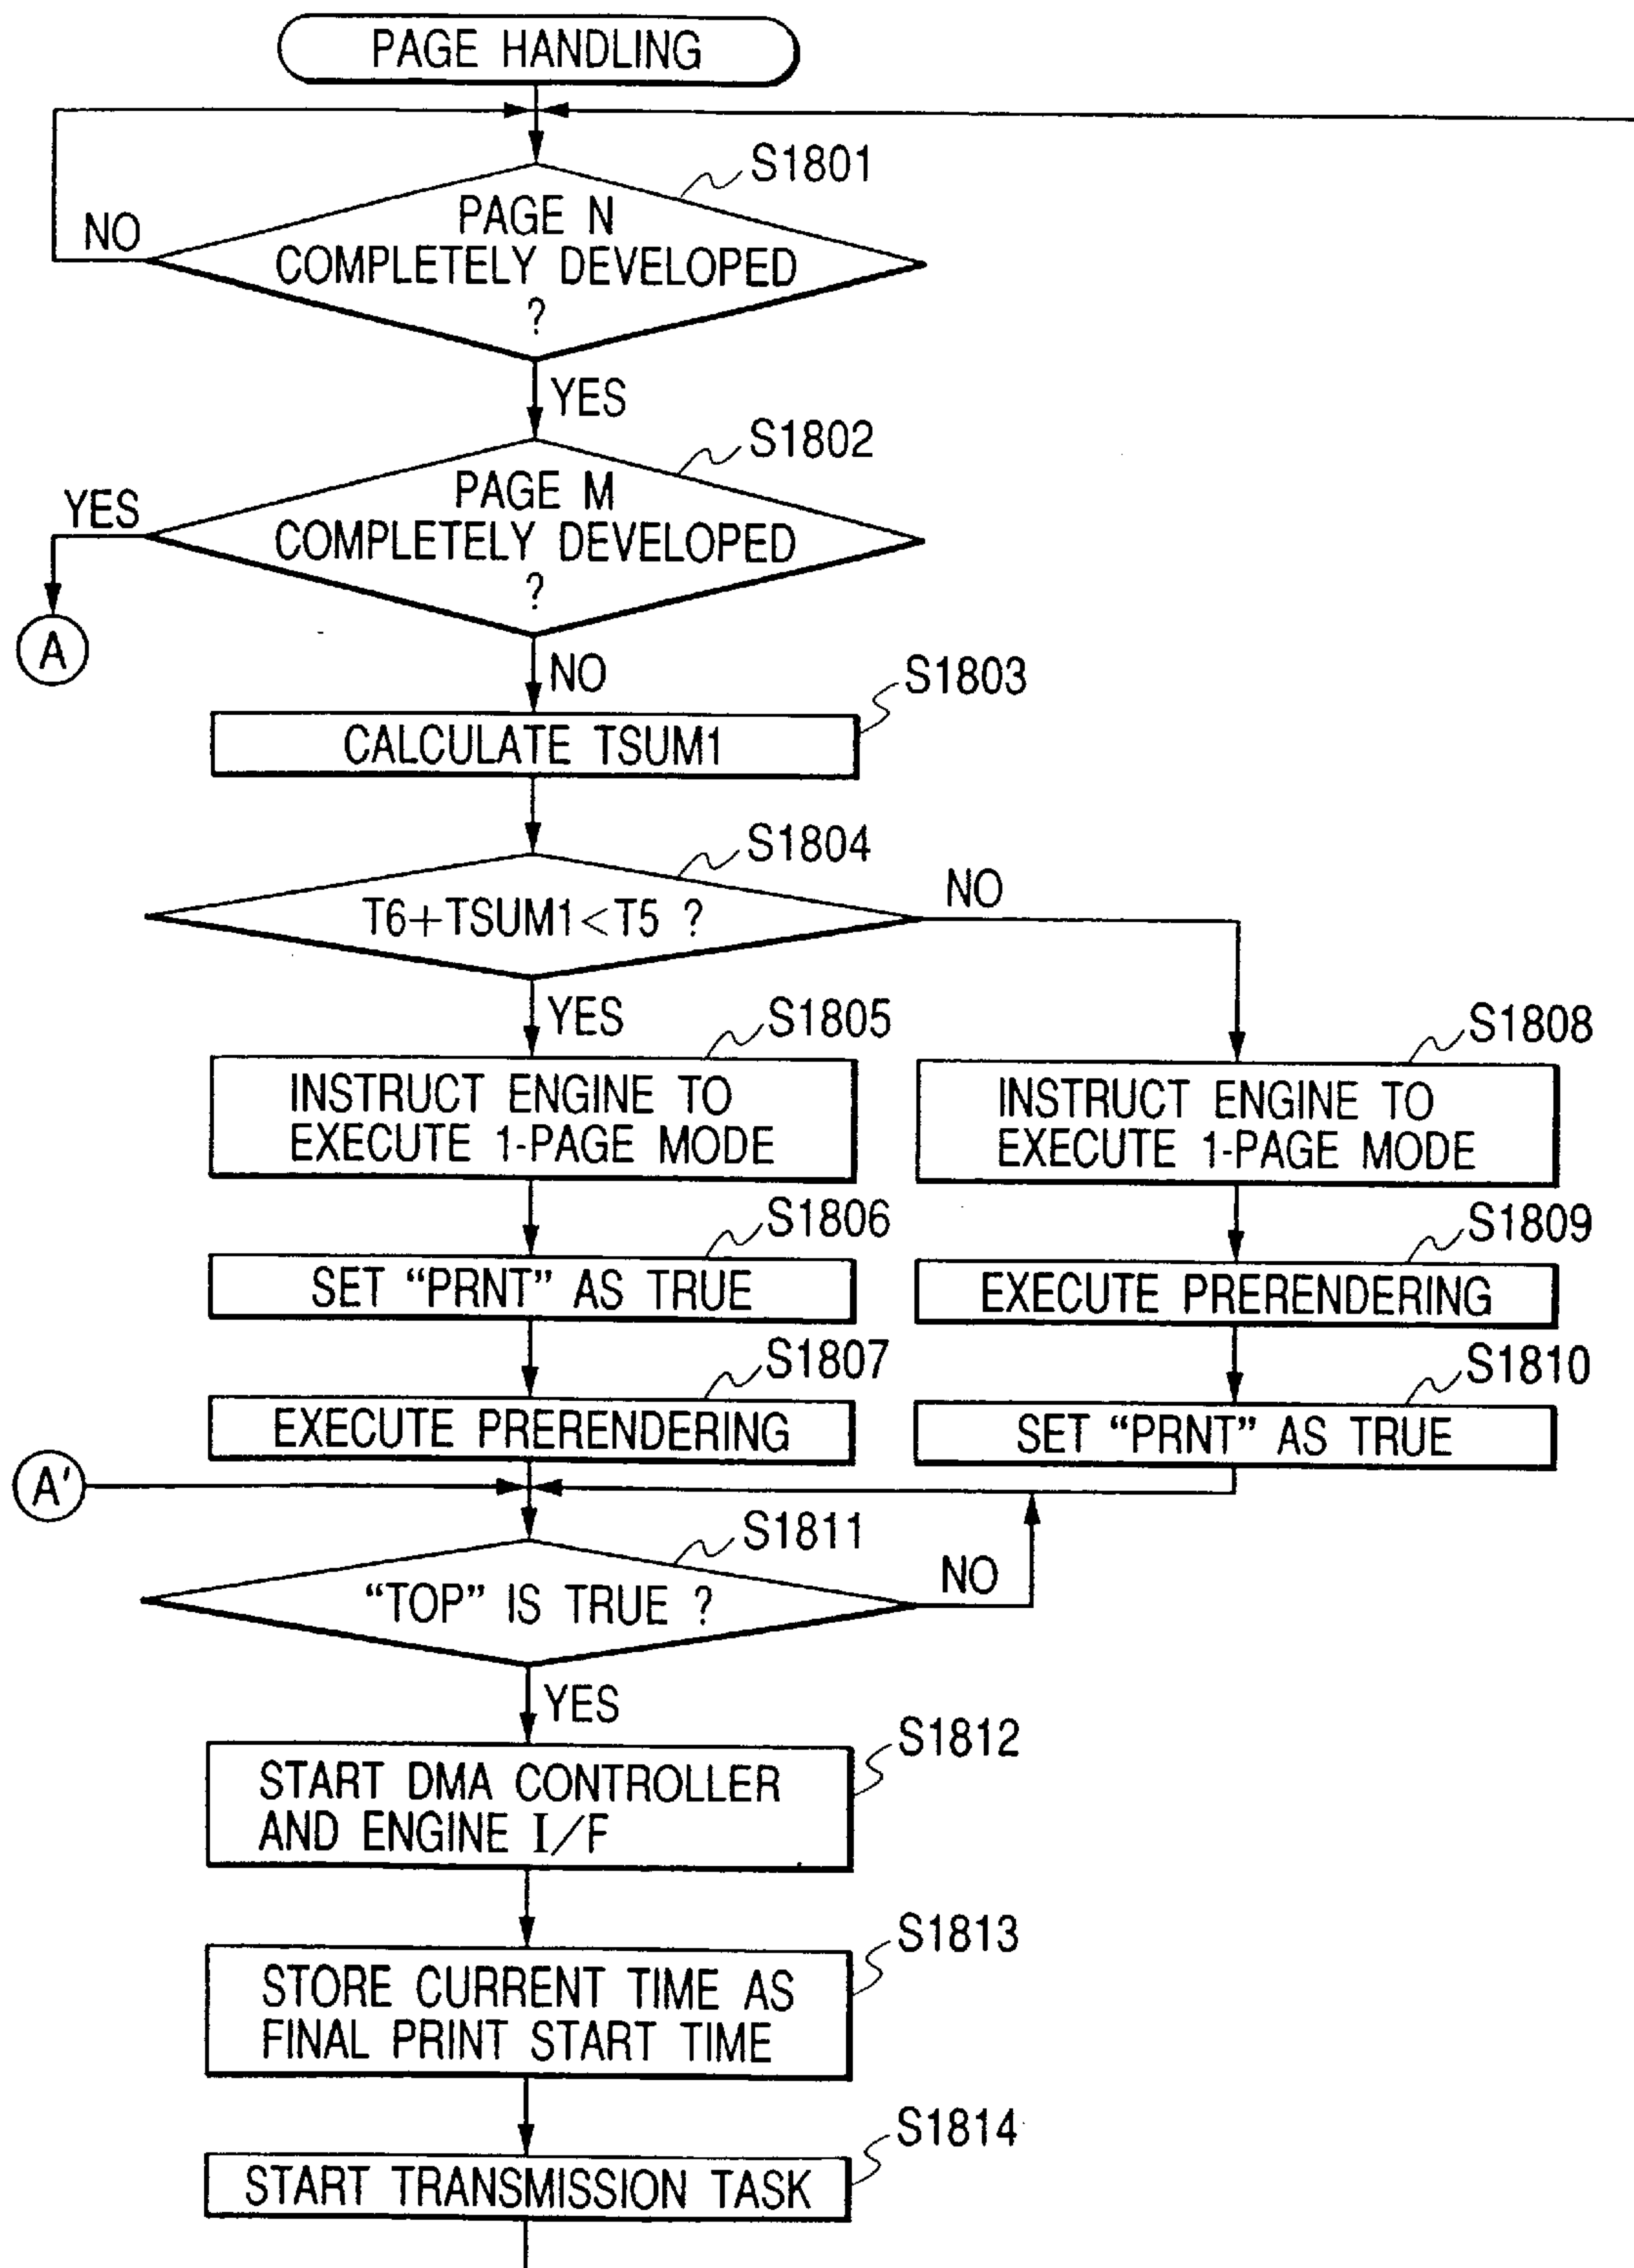 PAGE HANDLING
S1801
PAGE N
COMPLETELY DEVELOPED
?
NO
YES
S1802
PAGE M
COMPLETELY DEVELOPED
?
YES
A
NO
S1803
CALCULATE TSUM1
S1804
T6+TSUM1<T5 ?
NO
YES
S1805
INSTRUCT ENGINE TO
EXECUTE 1-PAGE MODE
S1808
INSTRUCT ENGINE TO
EXECUTE 1-PAGE MODE
S1806
SET “PRNT” AS TRUE
S1809
EXECUTE PRERENDERING
S1807
EXECUTE PRERENDERING
S1810
SET “PRNT” AS TRUE
A'
S1811
“TOP” IS TRUE ?
NO
YES
S1812
START DMA CONTROLLER
AND ENGINE I/F
S1813
STORE CURRENT TIME AS
FINAL PRINT START TIME
S1814
START TRANSMISSION TASK